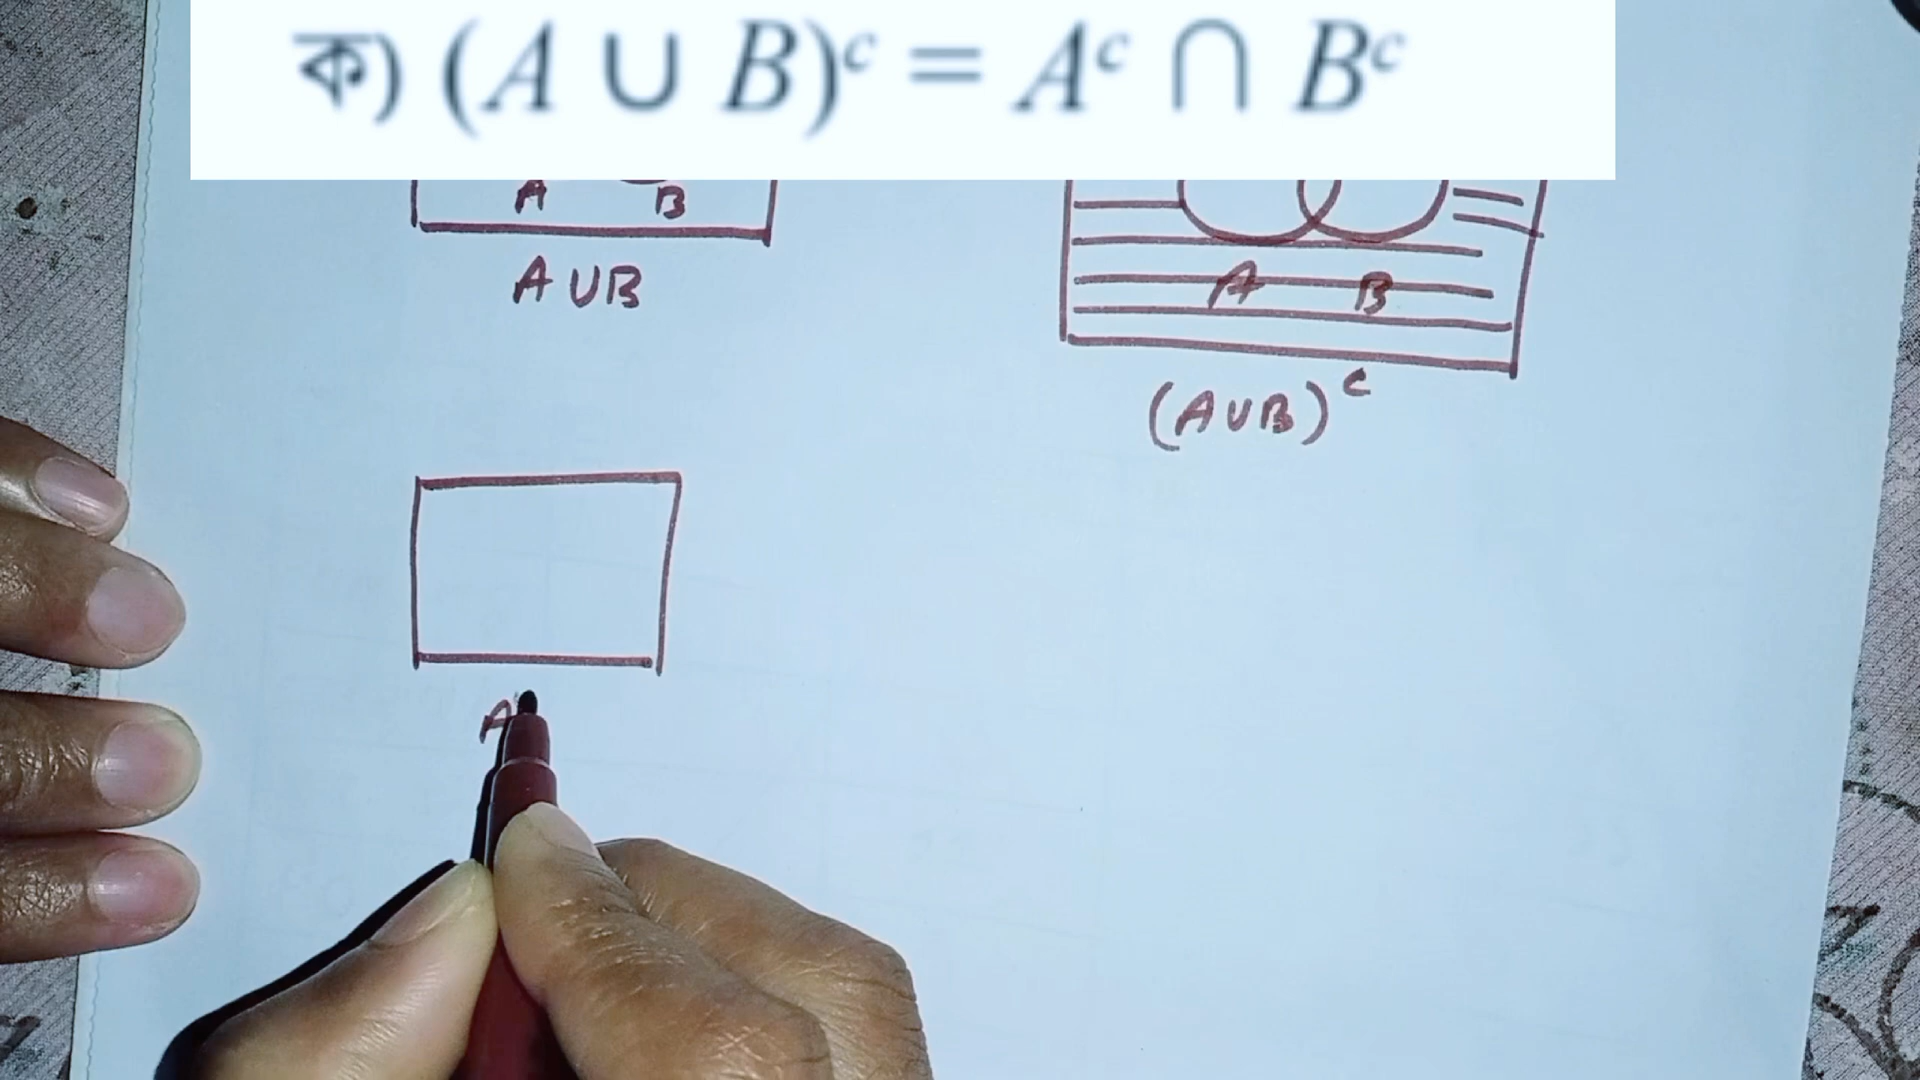 ক) (A ∪ B)ᶜ = Aᶜ ∩ Bᶜ
A B
A ∪ B
A B
(A ∪ B)ᶜ
A